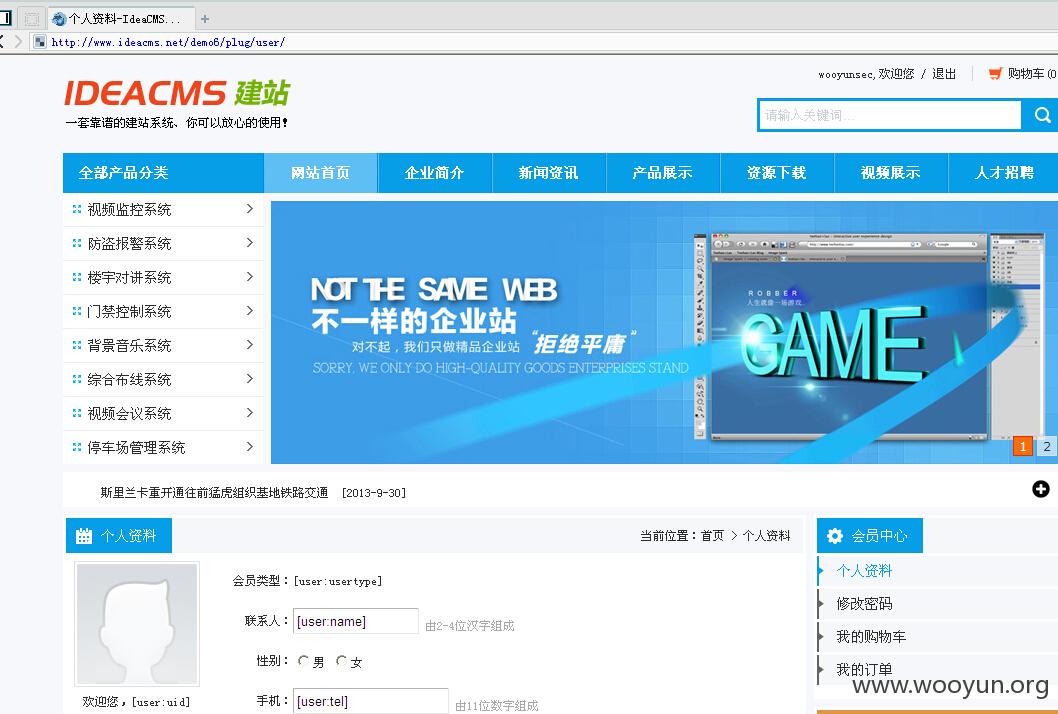 个人资料-IdeaCMS...
http://www.ideacms.net/demo6/plug/user/
wooyunsec,欢迎您 / 退出 购物车(0
IDEACMS 建站
一套靠谱的建站系统、你可以放心的使用!
请输入关键词...
全部产品分类 网站首页 企业简介 新闻资讯 产品展示 资源下载 视频展示 人才招聘
视频监控系统
防盗报警系统
楼宇对讲系统
门禁控制系统
背景音乐系统
综合布线系统
视频会议系统
停车场管理系统
NOT THE SAME WEB
不一样的企业站
对不起，我们只做精品企业站 “拒绝平庸”
SORRY, WE ONLY DO HIGH-QUALITY GOODS ENTERPRISES STAND
ROBBER
人生就像一场游戏..
GAME
1 2
斯里兰卡重开通往前猛虎组织基地铁路交通 [2013-9-30]
个人资料
当前位置：首页 > 个人资料
会员类型：[user:usertype]
联系人：[user:name] 由2-4位汉字组成
性别： 男 女
手机：[user:tel] 由11位数字组成
欢迎您，[user:uid]
会员中心
个人资料
修改密码
我的购物车
我的订单
www.wooyun.org